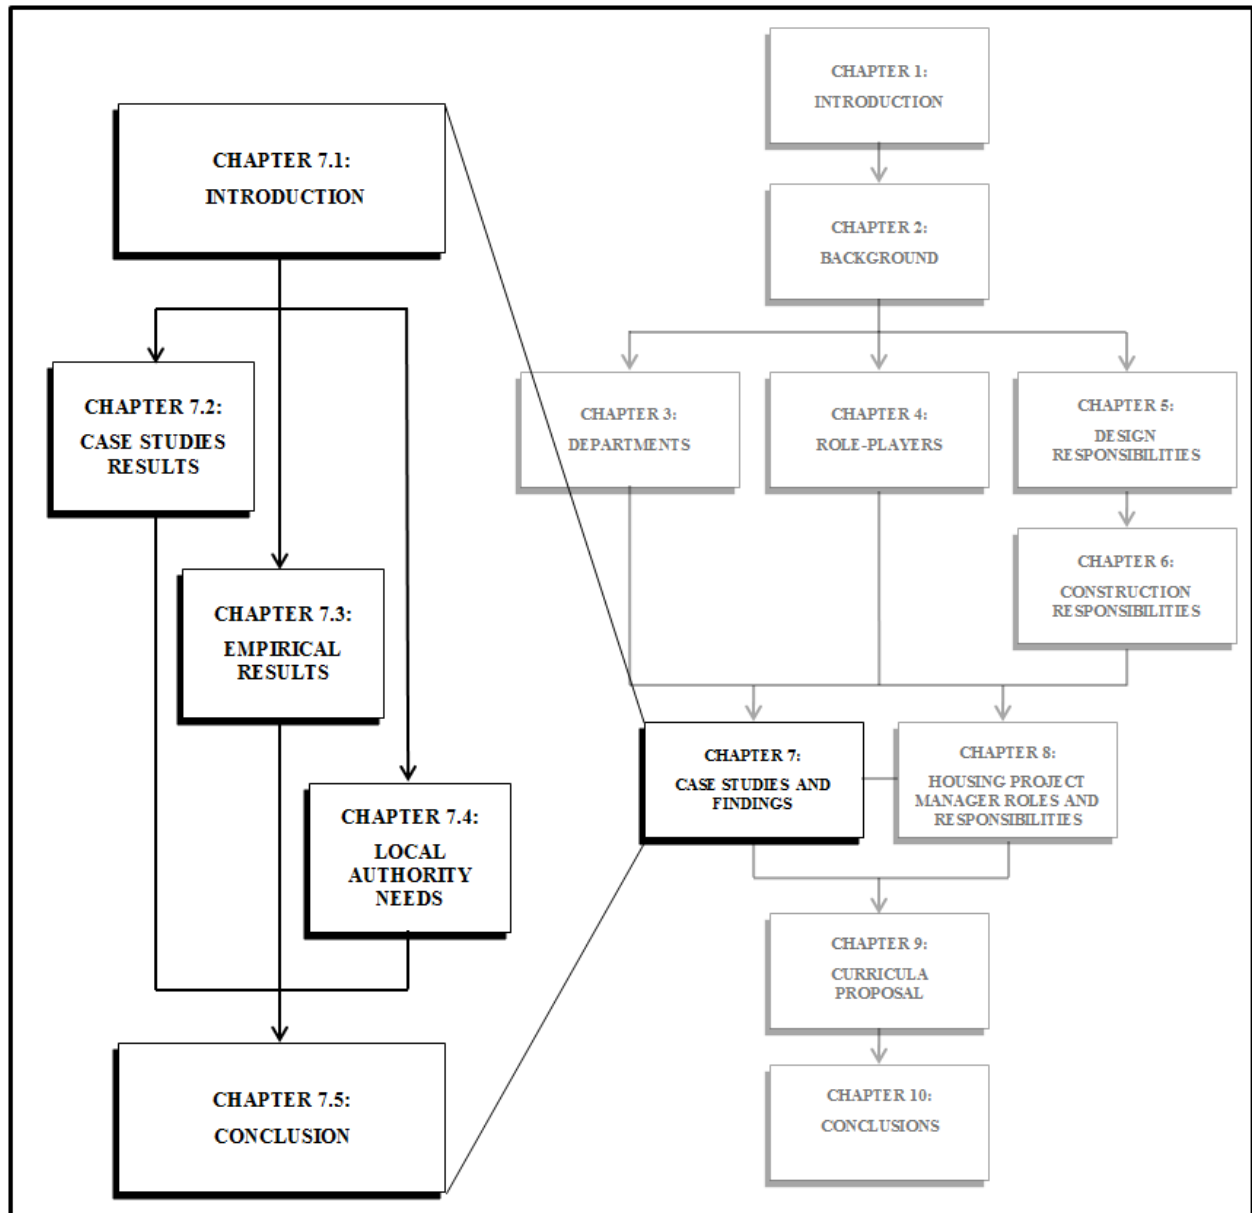 CHAPTER 7.1:
INTRODUCTION
CHAPTER 7.2:
CASE STUDIES
RESULTS
CHAPTER 7.3:
EMPIRICAL
RESULTS
CHAPTER 7.4:
LOCAL
AUTHORITY
NEEDS
CHAPTER 7.5:
CONCLUSION
CHAPTER 1:
INTRODUCTION
CHAPTER 2:
BACKGROUND
CHAPTER 3:
DEPARTMENTS
CHAPTER 4:
ROLE-PLAYERS
CHAPTER 5:
DESIGN
RESPONSIBILITIES
CHAPTER 6:
CONSTRUCTION
RESPONSIBILITIES
CHAPTER 7:
CASE STUDIES AND
FINDINGS
CHAPTER 8:
HOUSING PROJECT
MANAGER ROLES AND
RESPONSIBILITIES
CHAPTER 9:
CURRICULA
PROPOSAL
CHAPTER 10:
CONCLUSIONS